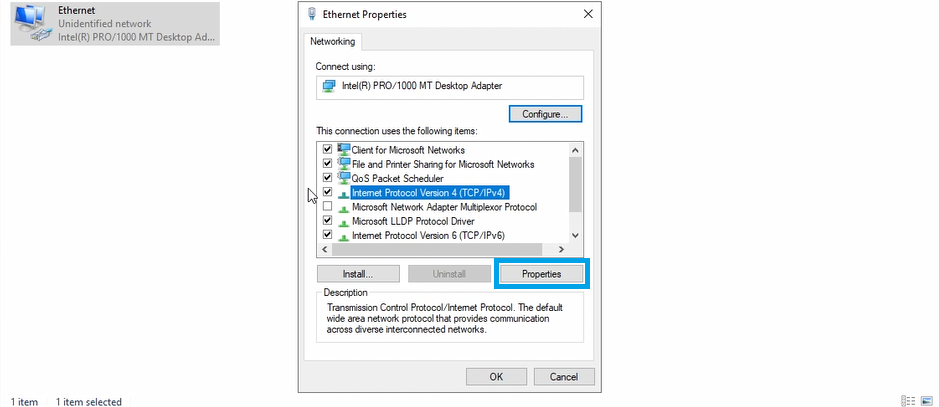 Ethernet
Unidentified network
Intel(R) PRO/1000 MT Desktop Ad...
Ethernet Properties
Networking
Connect using:
Intel(R) PRO/1000 MT Desktop Adapter
Configure...
This connection uses the following items:
Client for Microsoft Networks
File and Printer Sharing for Microsoft Networks
QoS Packet Scheduler
Internet Protocol Version 4 (TCP/IPv4)
Microsoft Network Adapter Multiplexor Protocol
Microsoft LLDP Protocol Driver
Internet Protocol Version 6 (TCP/IPv6)
Install... Uninstall Properties
Description
Transmission Control Protocol/Internet Protocol. The default
wide area network protocol that provides communication
across diverse interconnected networks.
OK Cancel
1 item 1 item selected